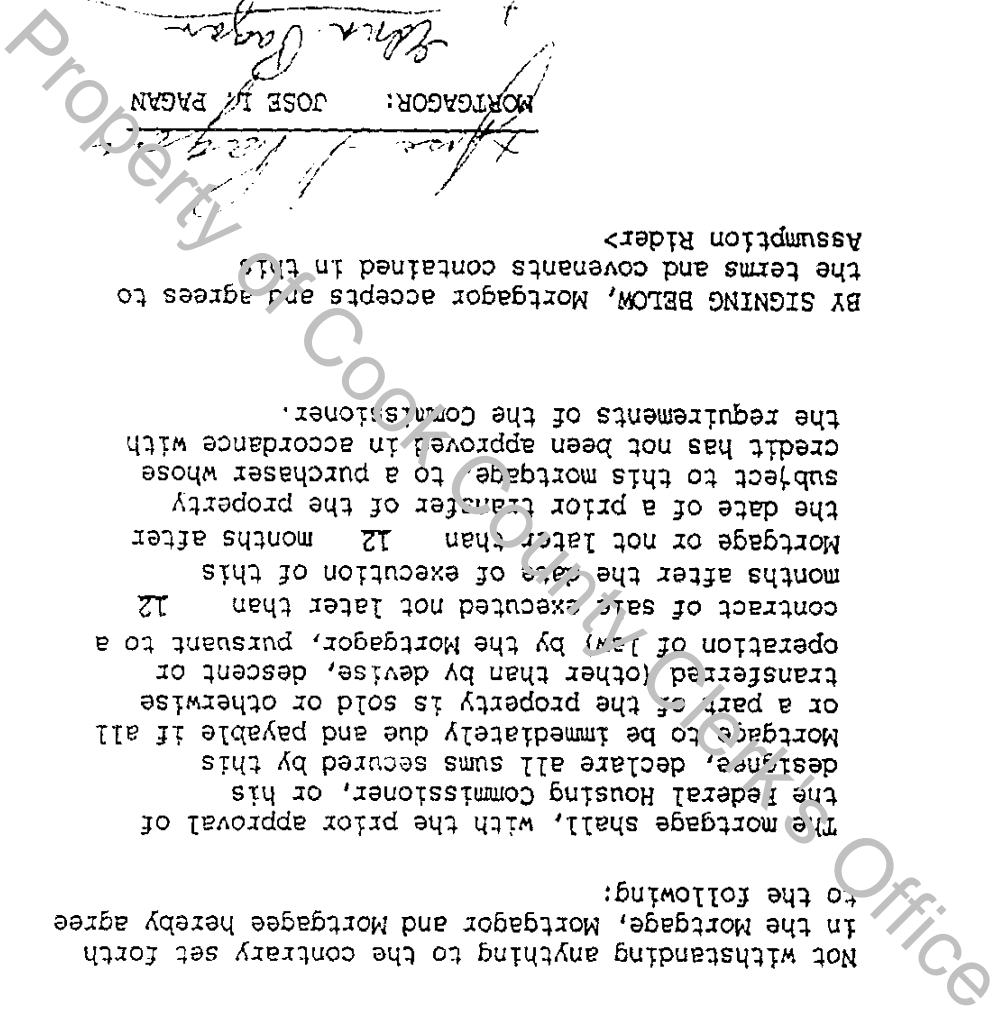 Not withstanding anything to the contrary set forth
in the Mortgage, Mortgagor and Mortgagee hereby agree
to the following:
The mortgage shall, with the prior approval of
the Federal Housing Commissioner, or his
designee, declare all sums secured by this
Mortgage to be immediately due and payable if all
or a part of the property is sold or otherwise
transferred (other than by devise, descent or
operation of law) by the Mortgagor, pursuant to a
contract of sale executed not later than 12
months after the date of execution of this
Mortgage or not later than 12 months after
the date of a prior transfer of the property
subject to this mortgage, to a purchaser whose
credit has not been approved in accordance with
the requirements of the Commissioner.
BY SIGNING BELOW, Mortgagor accepts and agrees to
the terms and covenants contained in this
Assumption Rider>
MORTGAGOR: JOSE L. PAGAN
Edna Pagan
Property of Cook County Clerk's Office